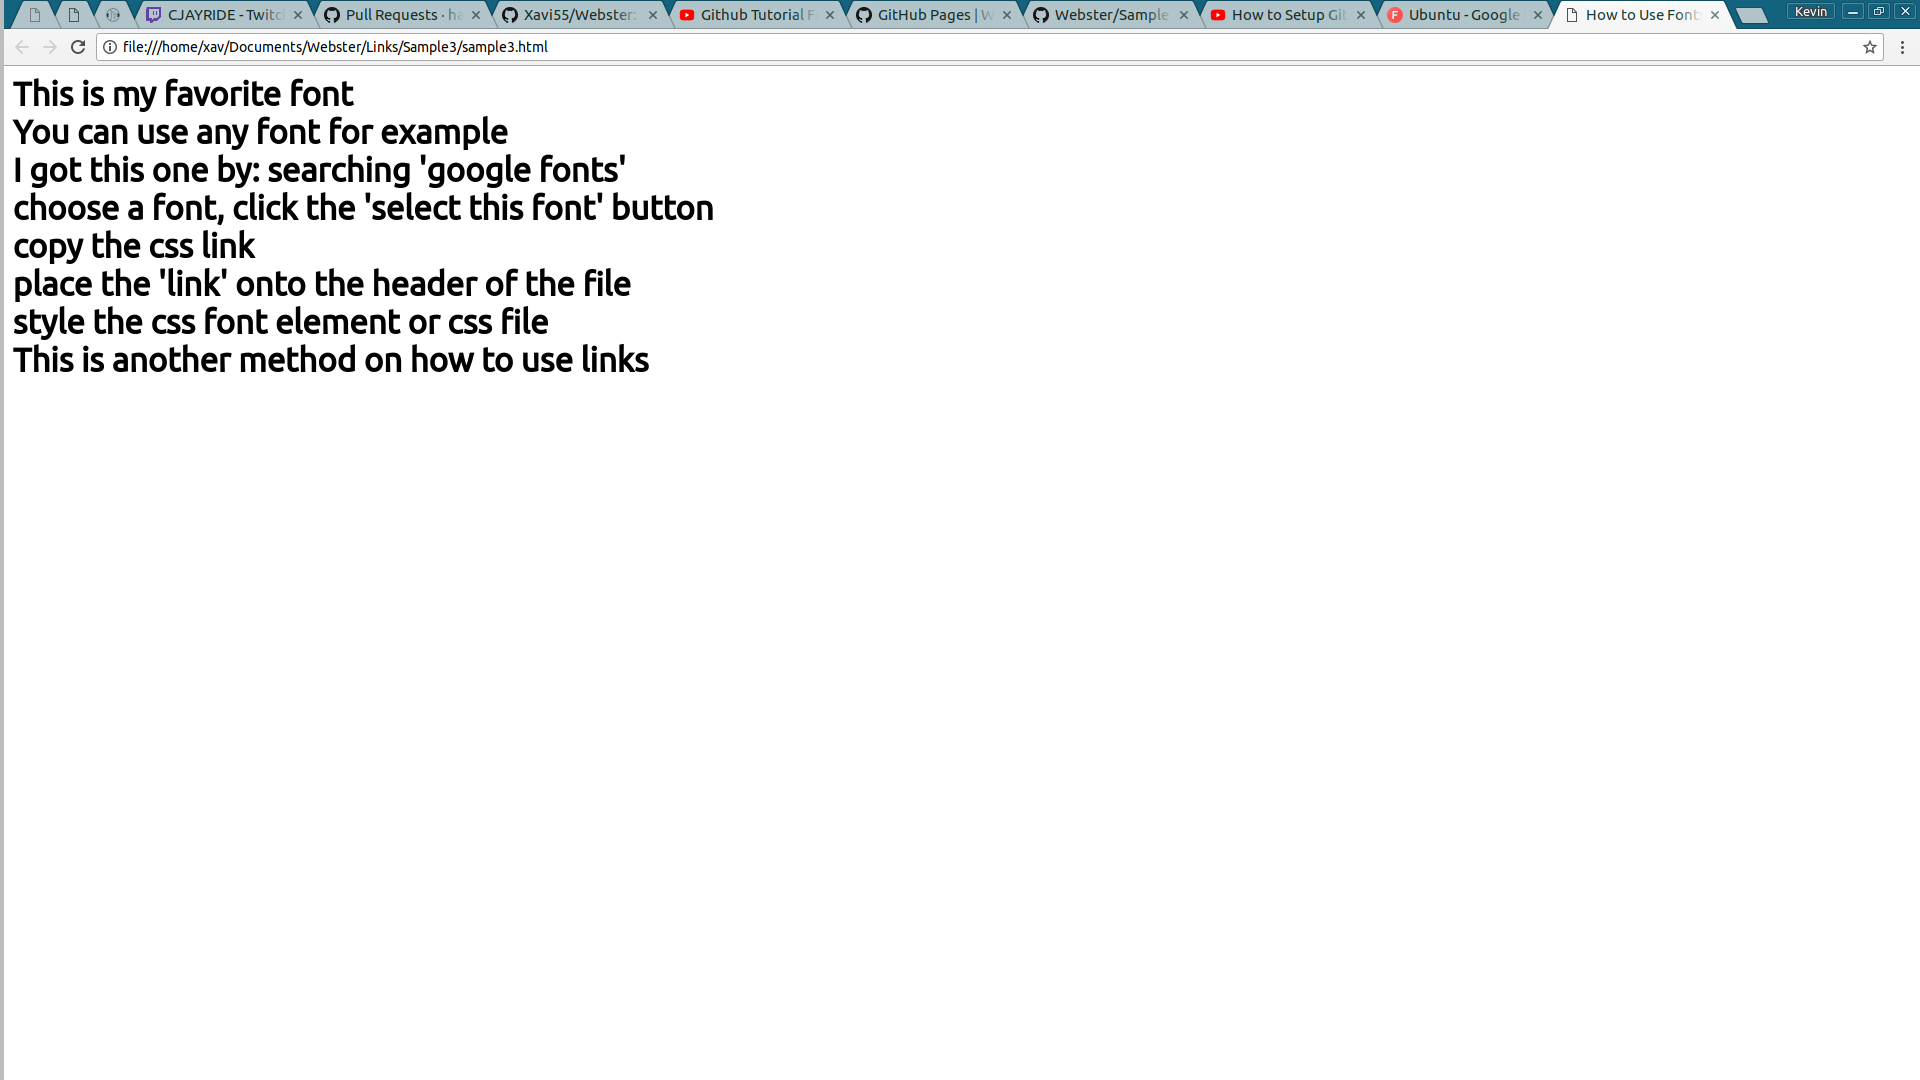 CJAYRIDE - Twitc
Pull Requests · ha
Xavi55/Webster:
Github Tutorial F
GitHub Pages | W
Webster/Sample
How to Setup Git
Ubuntu - Google
How to Use Fonts
Kevin
file:///home/xav/Documents/Webster/Links/Sample3/sample3.html
This is my favorite font
You can use any font for example
I got this one by: searching 'google fonts'
choose a font, click the 'select this font' button
copy the css link
place the 'link' onto the header of the file
style the css font element or css file
This is another method on how to use links